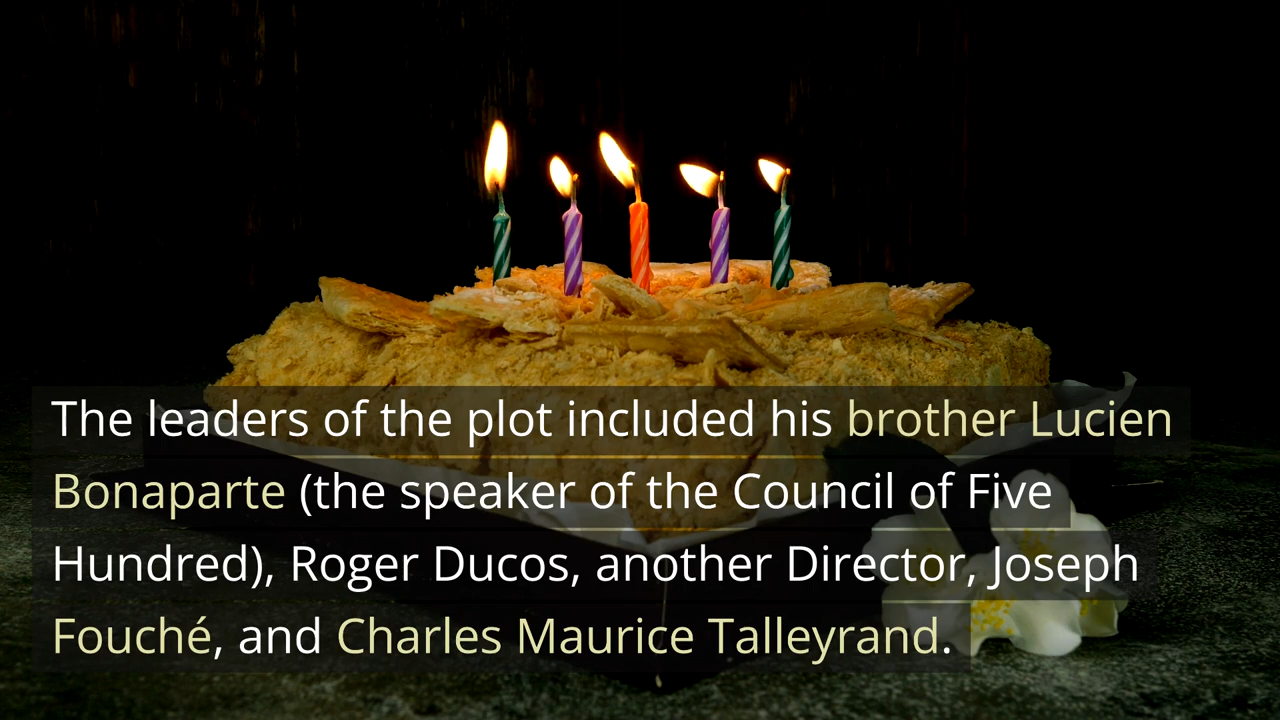 The leaders of the plot included his brother Lucien
Bonaparte (the speaker of the Council of Five
Hundred), Roger Ducos, another Director, Joseph
Fouché, and Charles Maurice Talleyrand.